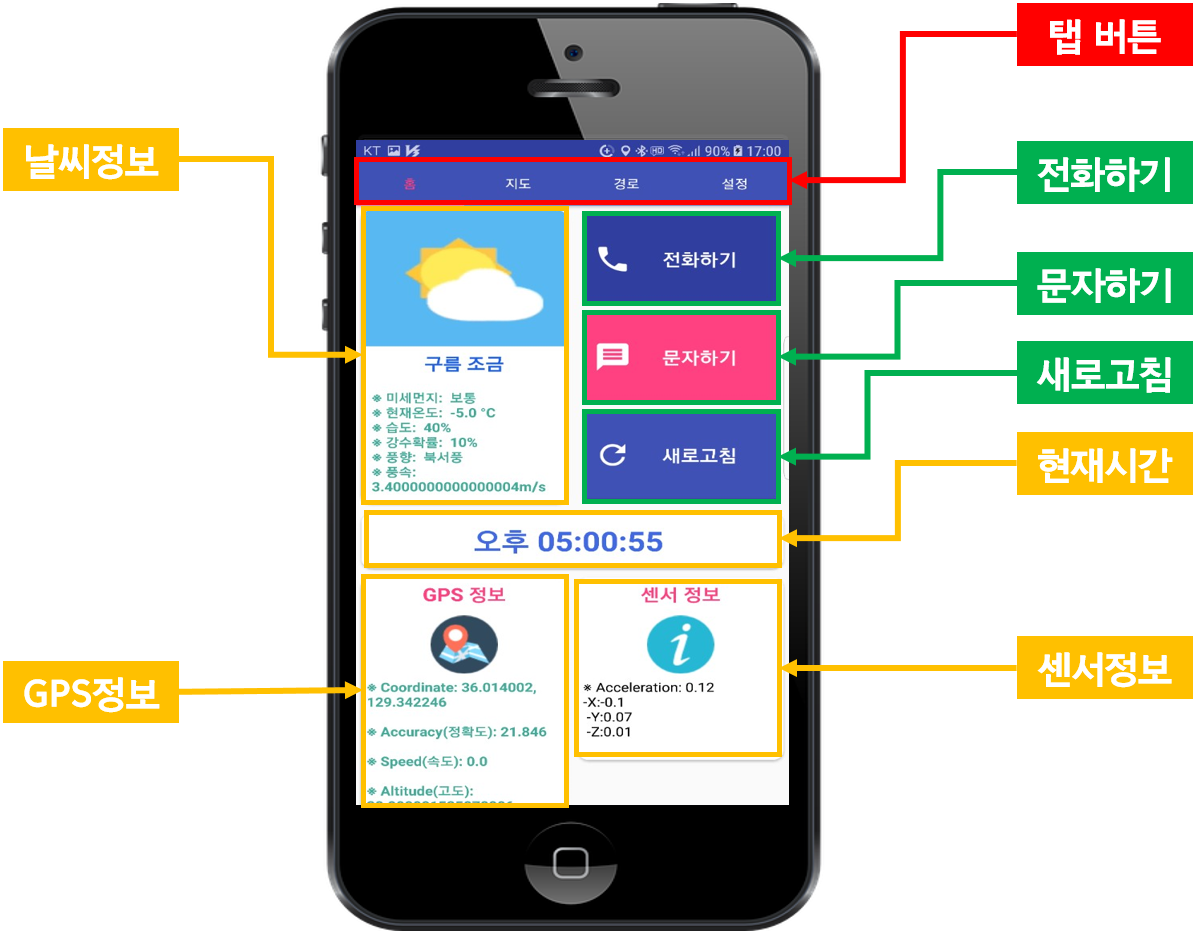 탭 버튼
날씨정보
전화하기
문자하기
새로고침
현재시간
GPS정보
센서정보
KT 90% 17:00
홈 지도 경로 설정
구름 조금
※ 미세먼지: 보통
※ 현재온도: -5.0 °C
※ 습도: 40%
※ 강수확률: 10%
※ 풍향: 북서풍
※ 풍속:
3.4000000000000004m/s
전화하기
문자하기
새로고침
오후 05:00:55
GPS 정보
※ Coordinate: 36.014002,
129.342246
※ Accuracy(정확도): 21.846
※ Speed(속도): 0.0
※ Altitude(고도):
센서 정보
※ Acceleration: 0.12
-X:-0.1
-Y:0.07
-Z:0.01